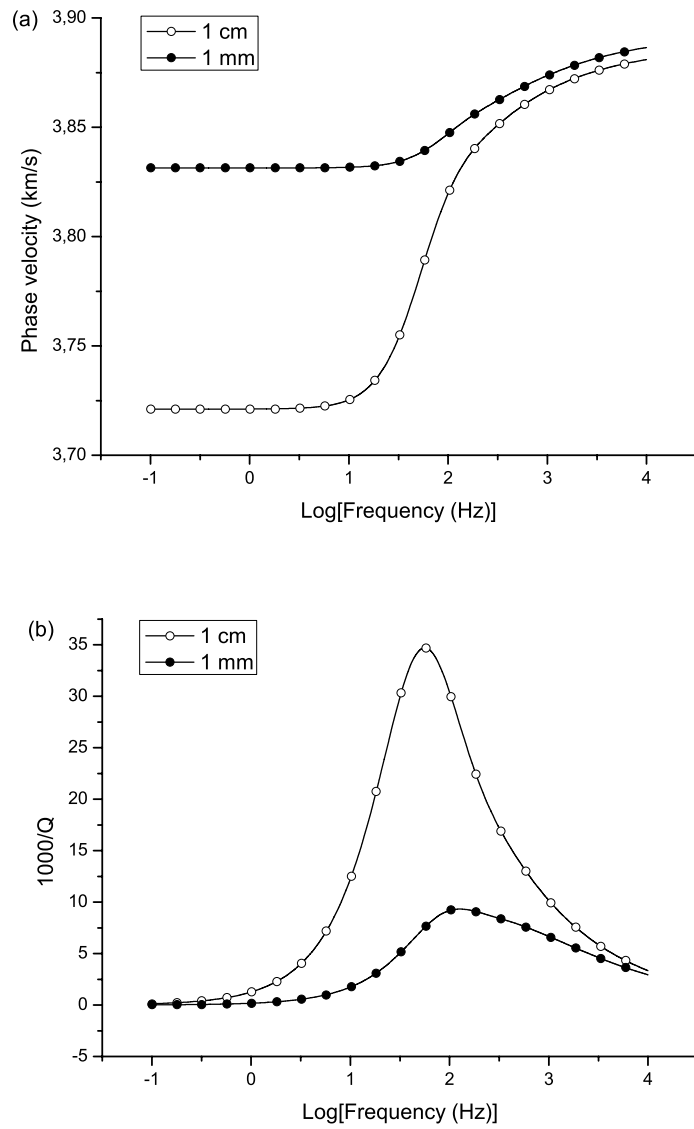 (a)
3,90
3,85
3,80
3,75
3,70
Phase velocity (km/s)
1 cm
1 mm
-1 0 1 2 3 4
Log[Frequency (Hz)]
(b)
35
30
25
20
15
10
5
0
-5
1000/Q
1 cm
1 mm
-1 0 1 2 3 4
Log[Frequency (Hz)]